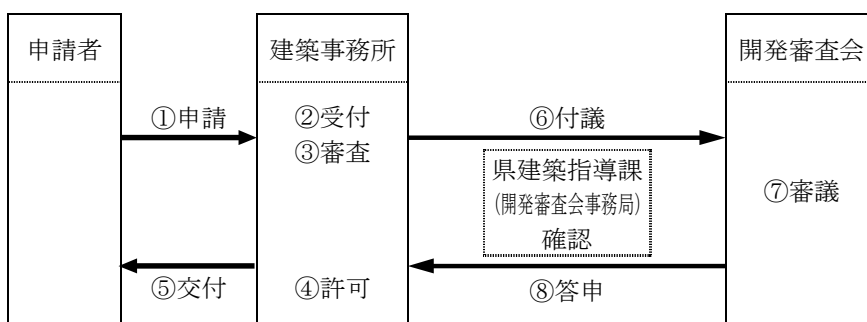 申請者
建築事務所
開発審査会
①申請
②受付
③審査
⑥付議
県建築指導課
(開発審査会事務局)
確認
⑦審議
⑤交付
④許可
⑧答申